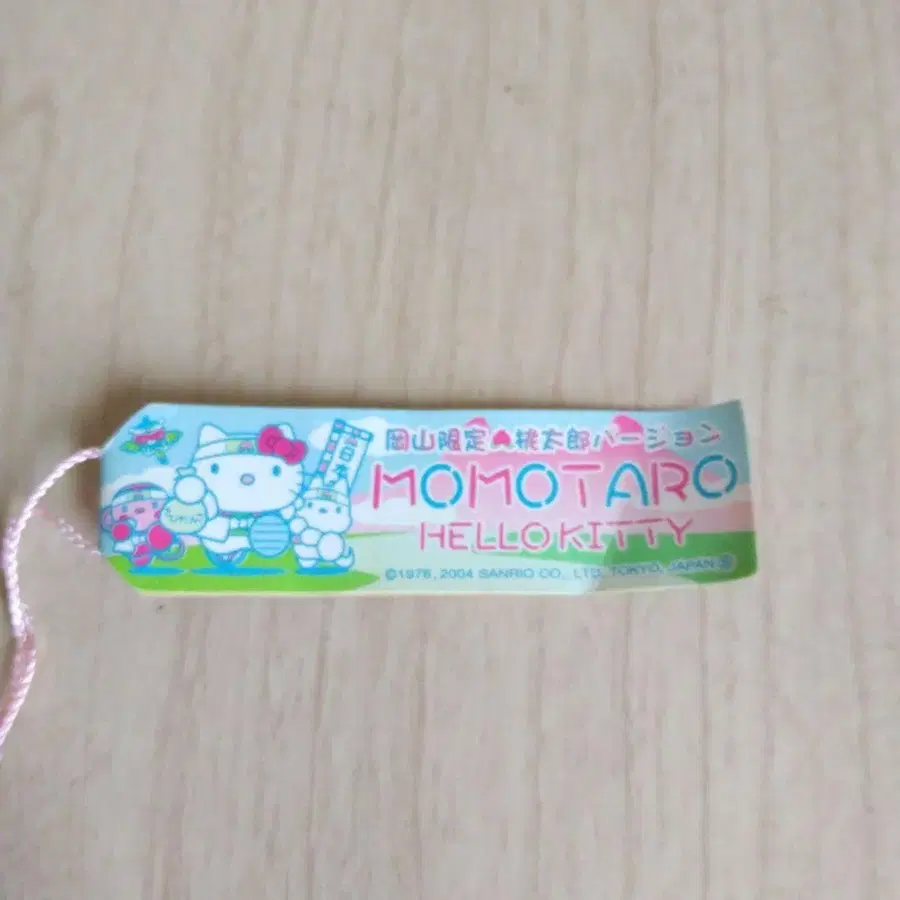 岡山限定 桃太郎バージョン
MOMOTARO
HELLO KITTY
©1976, 2004 SANRIO CO., LTD. TOKYO, JAPAN